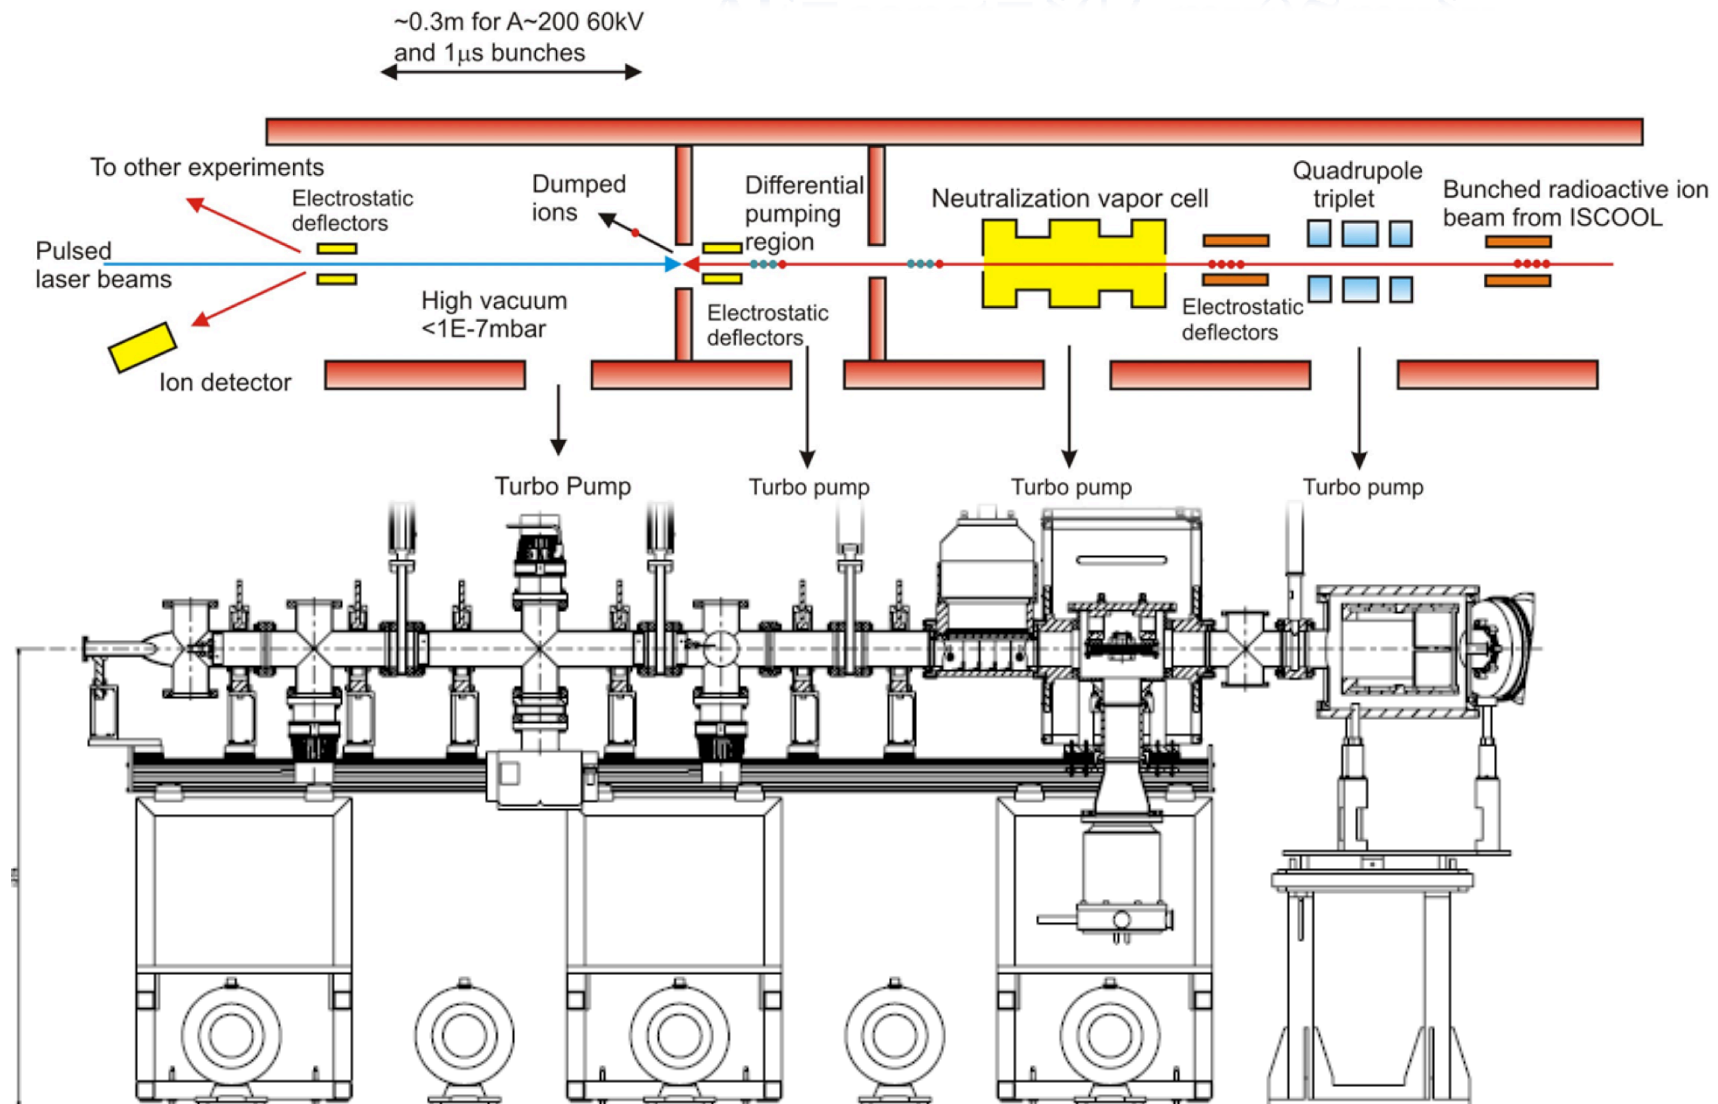 ~0.3m for A~200 60kV
and 1μs bunches
To other experiments
Electrostatic
deflectors
Dumped
ions
Differential
pumping
region
Neutralization vapor cell
Quadrupole
triplet
Bunched radioactive ion
beam from ISCOOL
Pulsed
laser beams
High vacuum
<1E-7mbar
Electrostatic
deflectors
Electrostatic
deflectors
Ion detector
Turbo Pump
Turbo pump
Turbo pump
Turbo pump